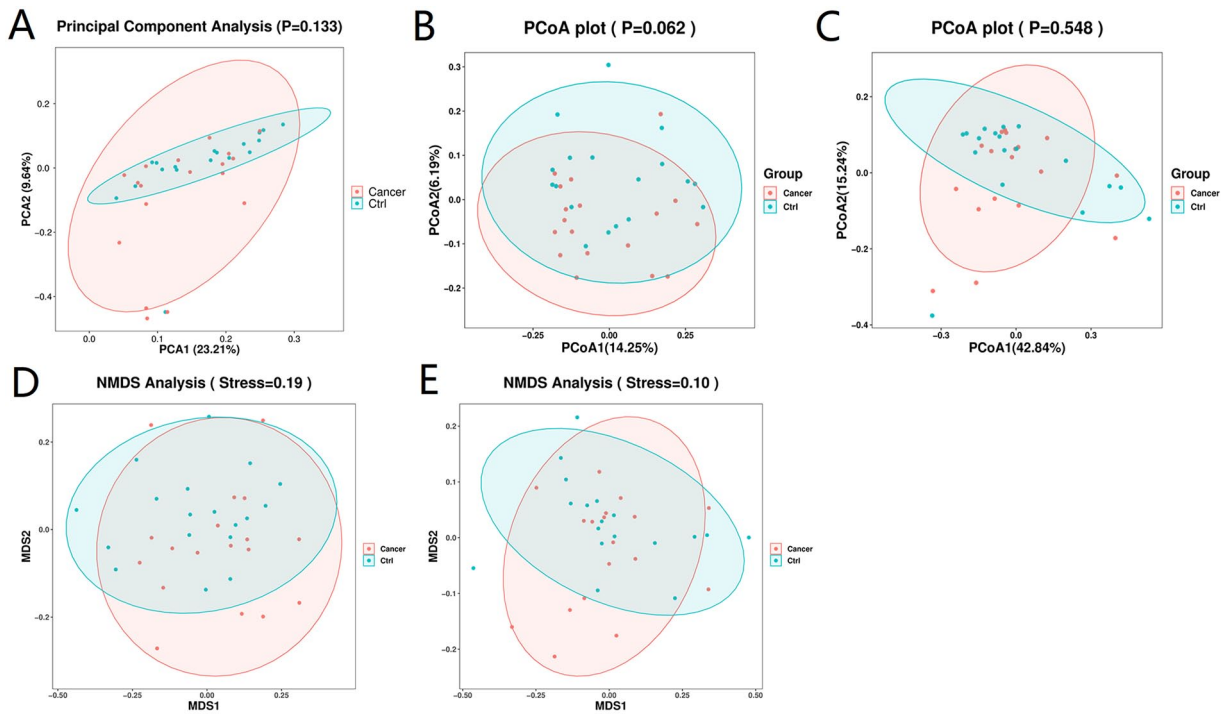 A
Principal Component Analysis (P=0.133)
PCA2 (9.64%)
0.2
0.0
−0.2
−0.4
0.0
0.1
0.2
0.3
PCA1 (23.21%)
Cancer
Ctrl
B
PCoA plot ( P=0.062 )
PCoA2(6.19%)
0.3
0.2
0.1
0.0
−0.1
−0.2
−0.25
0.00
0.25
PCoA1(14.25%)
Group
Cancer
Ctrl
C
PCoA plot ( P=0.548 )
PCoA2(15.24%)
0.2
0.0
−0.2
−0.4
−0.3
0.0
0.3
PCoA1(42.84%)
Group
Cancer
Ctrl
D
NMDS Analysis ( Stress=0.19 )
MDS2
0.2
0.0
−0.2
−0.50
−0.25
0.00
0.25
MDS1
Cancer
Ctrl
E
NMDS Analysis ( Stress=0.10 )
MDS2
0.2
0.1
0.0
−0.1
−0.2
−0.50
−0.25
0.00
0.25
0.50
MDS1
Cancer
Ctrl